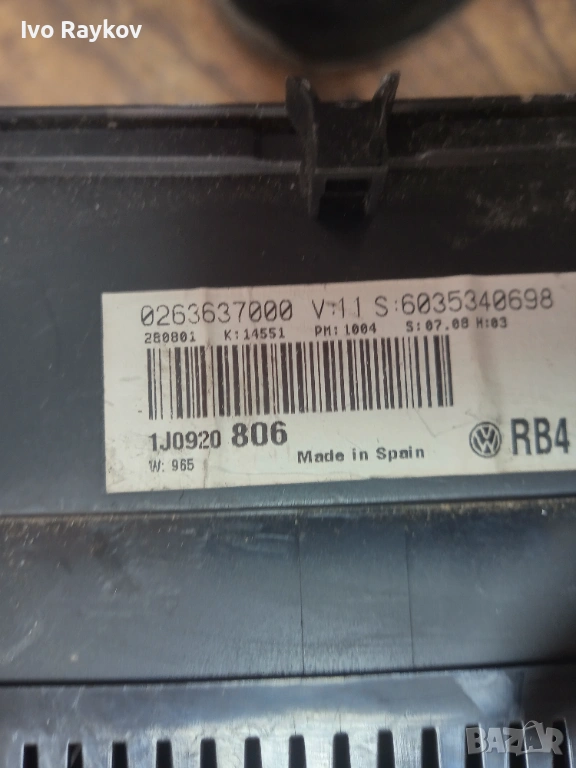 Ivo Raykov
0263637000 V:11 S:6035340698
280801 K:14551 PM:1004 S:07.08 H:03
1J0920 806
W: 965
Made in Spain
RB4
BAZAR